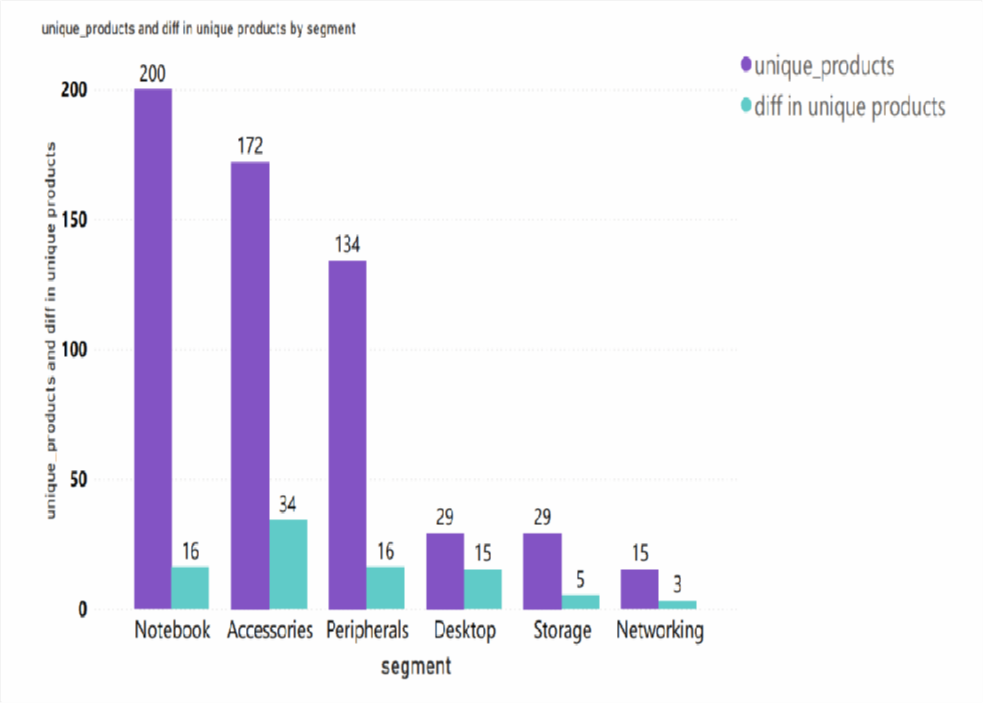 unique_products and diff in unique products by segment
unique_products
diff in unique products
unique_products and diff in unique products
200
150
100
50
0
200
16
172
34
134
16
29
15
29
5
15
3
Notebook Accessories Peripherals Desktop Storage Networking
segment